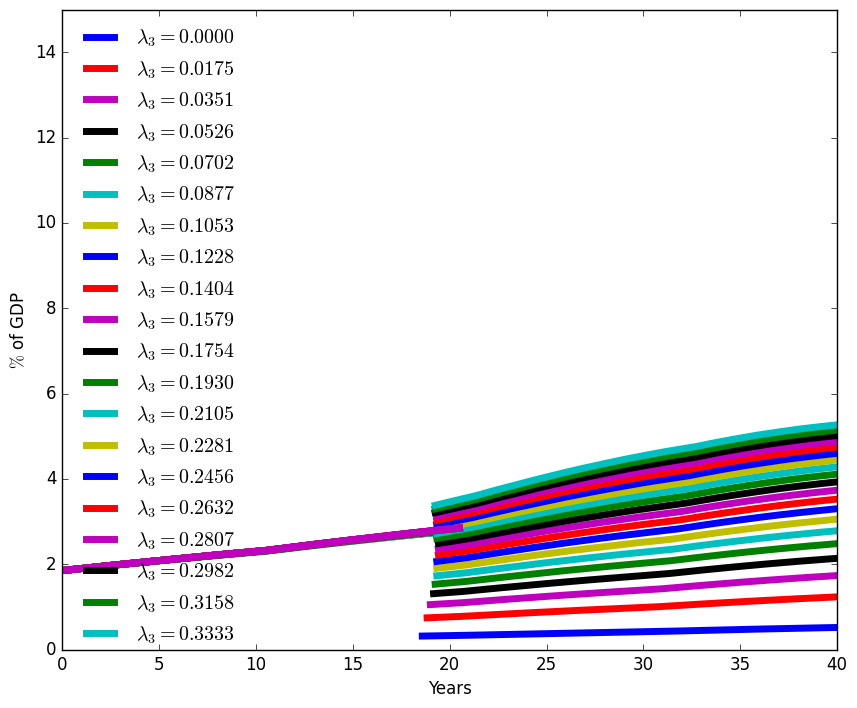 14
12
10
8
6
4
2
0
% of GDP
λ₃ = 0.0000
λ₃ = 0.0175
λ₃ = 0.0351
λ₃ = 0.0526
λ₃ = 0.0702
λ₃ = 0.0877
λ₃ = 0.1053
λ₃ = 0.1228
λ₃ = 0.1404
λ₃ = 0.1579
λ₃ = 0.1754
λ₃ = 0.1930
λ₃ = 0.2105
λ₃ = 0.2281
λ₃ = 0.2456
λ₃ = 0.2632
λ₃ = 0.2807
λ₃ = 0.2982
λ₃ = 0.3158
λ₃ = 0.3333
0 5 10 15 20 25 30 35 40
Years